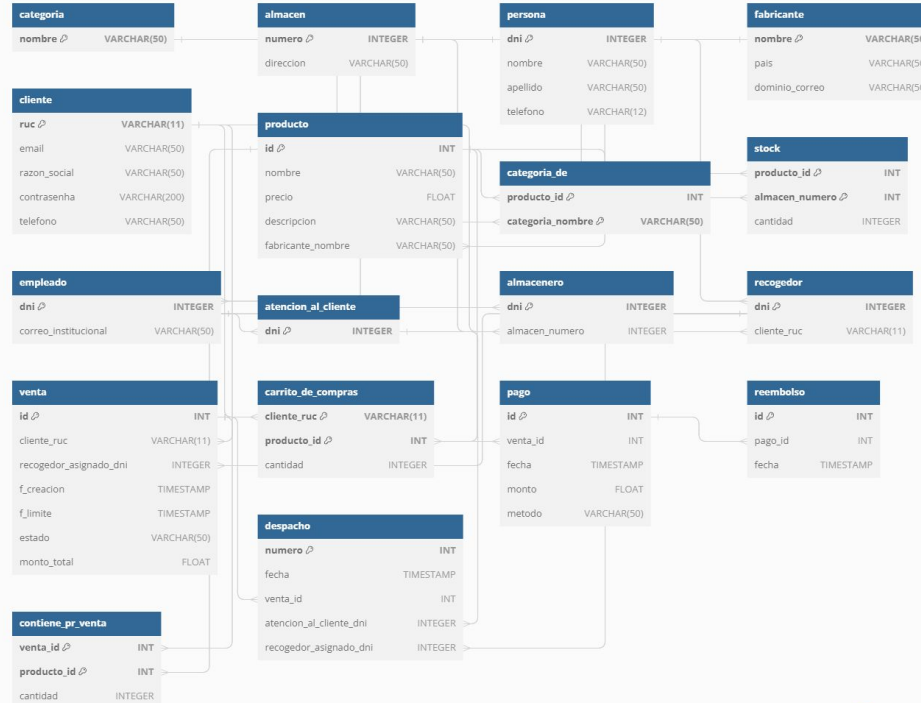 categoria
nombre VARCHAR(50)
almacen
numero INTEGER
direccion VARCHAR(50)
persona
dni INTEGER
nombre VARCHAR(50)
apellido VARCHAR(50)
telefono VARCHAR(12)
fabricante
nombre VARCHAR(50
pais VARCHAR(50
dominio_correo VARCHAR(50
cliente
ruc VARCHAR(11)
email VARCHAR(50)
razon_social VARCHAR(50)
contrasenha VARCHAR(200)
telefono VARCHAR(50)
producto
id INT
nombre VARCHAR(50)
precio FLOAT
descripcion VARCHAR(50)
fabricante_nombre VARCHAR(50)
categoria_de
producto_id INT
categoria_nombre VARCHAR(50)
stock
producto_id INT
almacen_numero INT
cantidad INTEGER
empleado
dni INTEGER
correo_institucional VARCHAR(50)
atencion_al_cliente
dni INTEGER
almacenero
dni INTEGER
almacen_numero INTEGER
recogedor
dni INTEGER
cliente_ruc VARCHAR(11)
venta
id INT
cliente_ruc VARCHAR(11)
recogedor_asignado_dni INTEGER
f_creacion TIMESTAMP
f_limite TIMESTAMP
estado VARCHAR(50)
monto_total FLOAT
carrito_de_compras
cliente_ruc VARCHAR(11)
producto_id INT
cantidad INTEGER
pago
id INT
venta_id INT
fecha TIMESTAMP
monto FLOAT
metodo VARCHAR(50)
reembolso
id INT
pago_id INT
fecha TIMESTAMP
despacho
numero INT
fecha TIMESTAMP
venta_id INT
atencion_al_cliente_dni INTEGER
recogedor_asignado_dni INTEGER
contiene_pr_venta
venta_id INT
producto_id INT
cantidad INTEGER